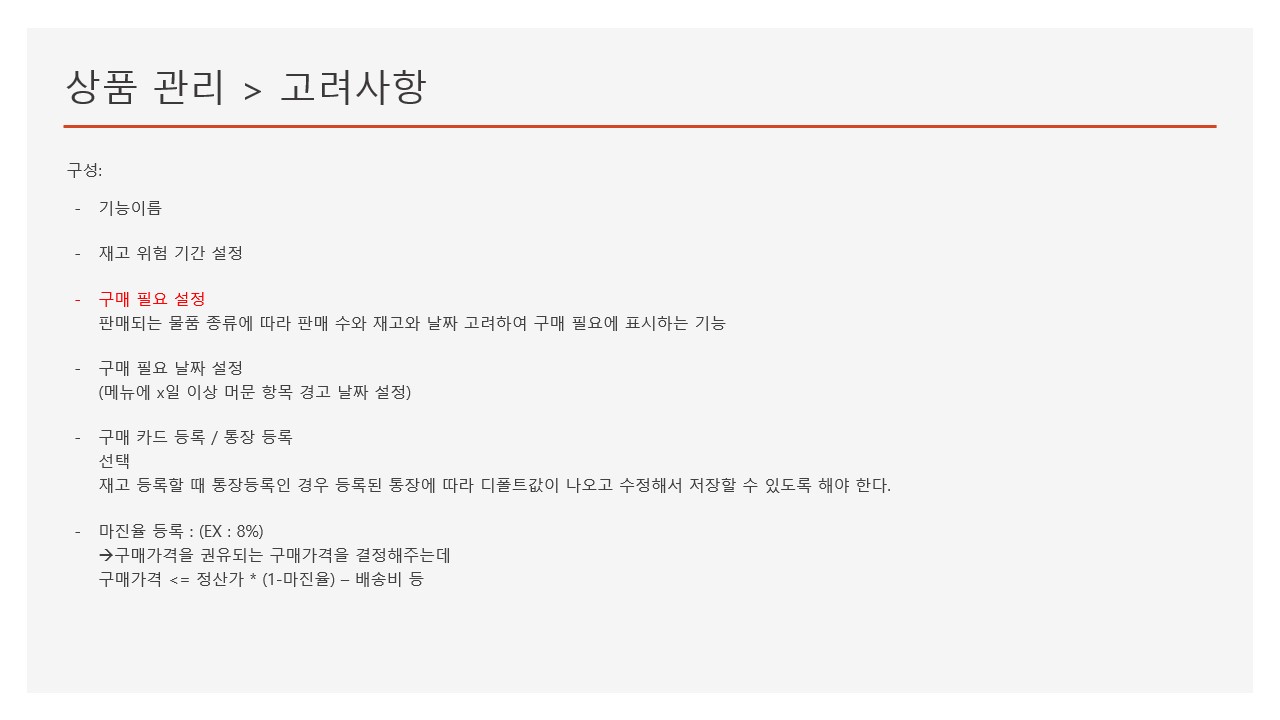 상품 관리 > 고려사항
구성:
- 기능이름
- 재고 위험 기간 설정
- 구매 필요 설정
판매되는 물품 종류에 따라 판매 수와 재고와 날짜 고려하여 구매 필요에 표시하는 기능
- 구매 필요 날짜 설정
(메뉴에 x일 이상 머문 항목 경고 날짜 설정)
- 구매 카드 등록 / 통장 등록
선택
재고 등록할 때 통장등록인 경우 등록된 통장에 따라 디폴트값이 나오고 수정해서 저장할 수 있도록 해야 한다.
- 마진율 등록 : (EX : 8%)
→구매가격을 권유되는 구매가격을 결정해주는데
구매가격 <= 정산가 * (1-마진율) – 배송비 등